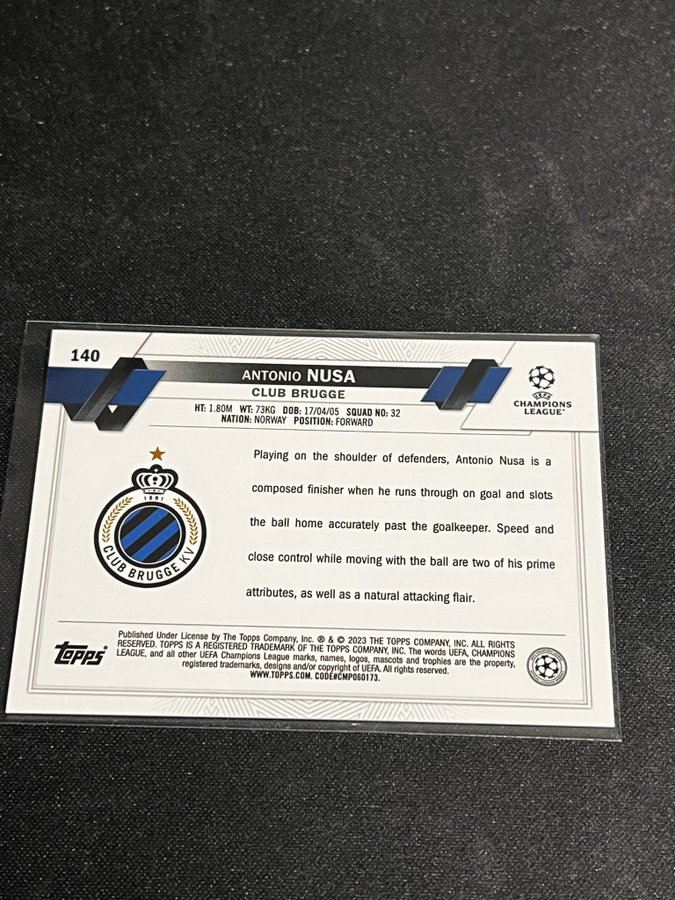 140
ANTONIO NUSA
CLUB BRUGGE
HT: 1.80M WT: 73KG DOB: 17/04/05 SQUAD NO: 32
NATION: NORWAY POSITION: FORWARD
UEFA
CHAMPIONS
LEAGUE®
1891
CLUB BRUGGE KV
Playing on the shoulder of defenders, Antonio Nusa is a
composed finisher when he runs through on goal and slots
the ball home accurately past the goalkeeper. Speed and
close control while moving with the ball are two of his prime
attributes, as well as a natural attacking flair.
Topps®
Published Under License by The Topps Company, Inc. ® & © 2023 THE TOPPS COMPANY, INC. ALL RIGHTS
RESERVED. TOPPS IS A REGISTERED TRADEMARK OF THE TOPPS COMPANY, INC. The words UEFA, CHAMPIONS
LEAGUE, and all other UEFA Champions League marks, names, logos, mascots and trophies are the property,
registered trademarks, designs and/or copyright of UEFA. All rights reserved.
WWW.TOPPS.COM. CODE#CMP060173.